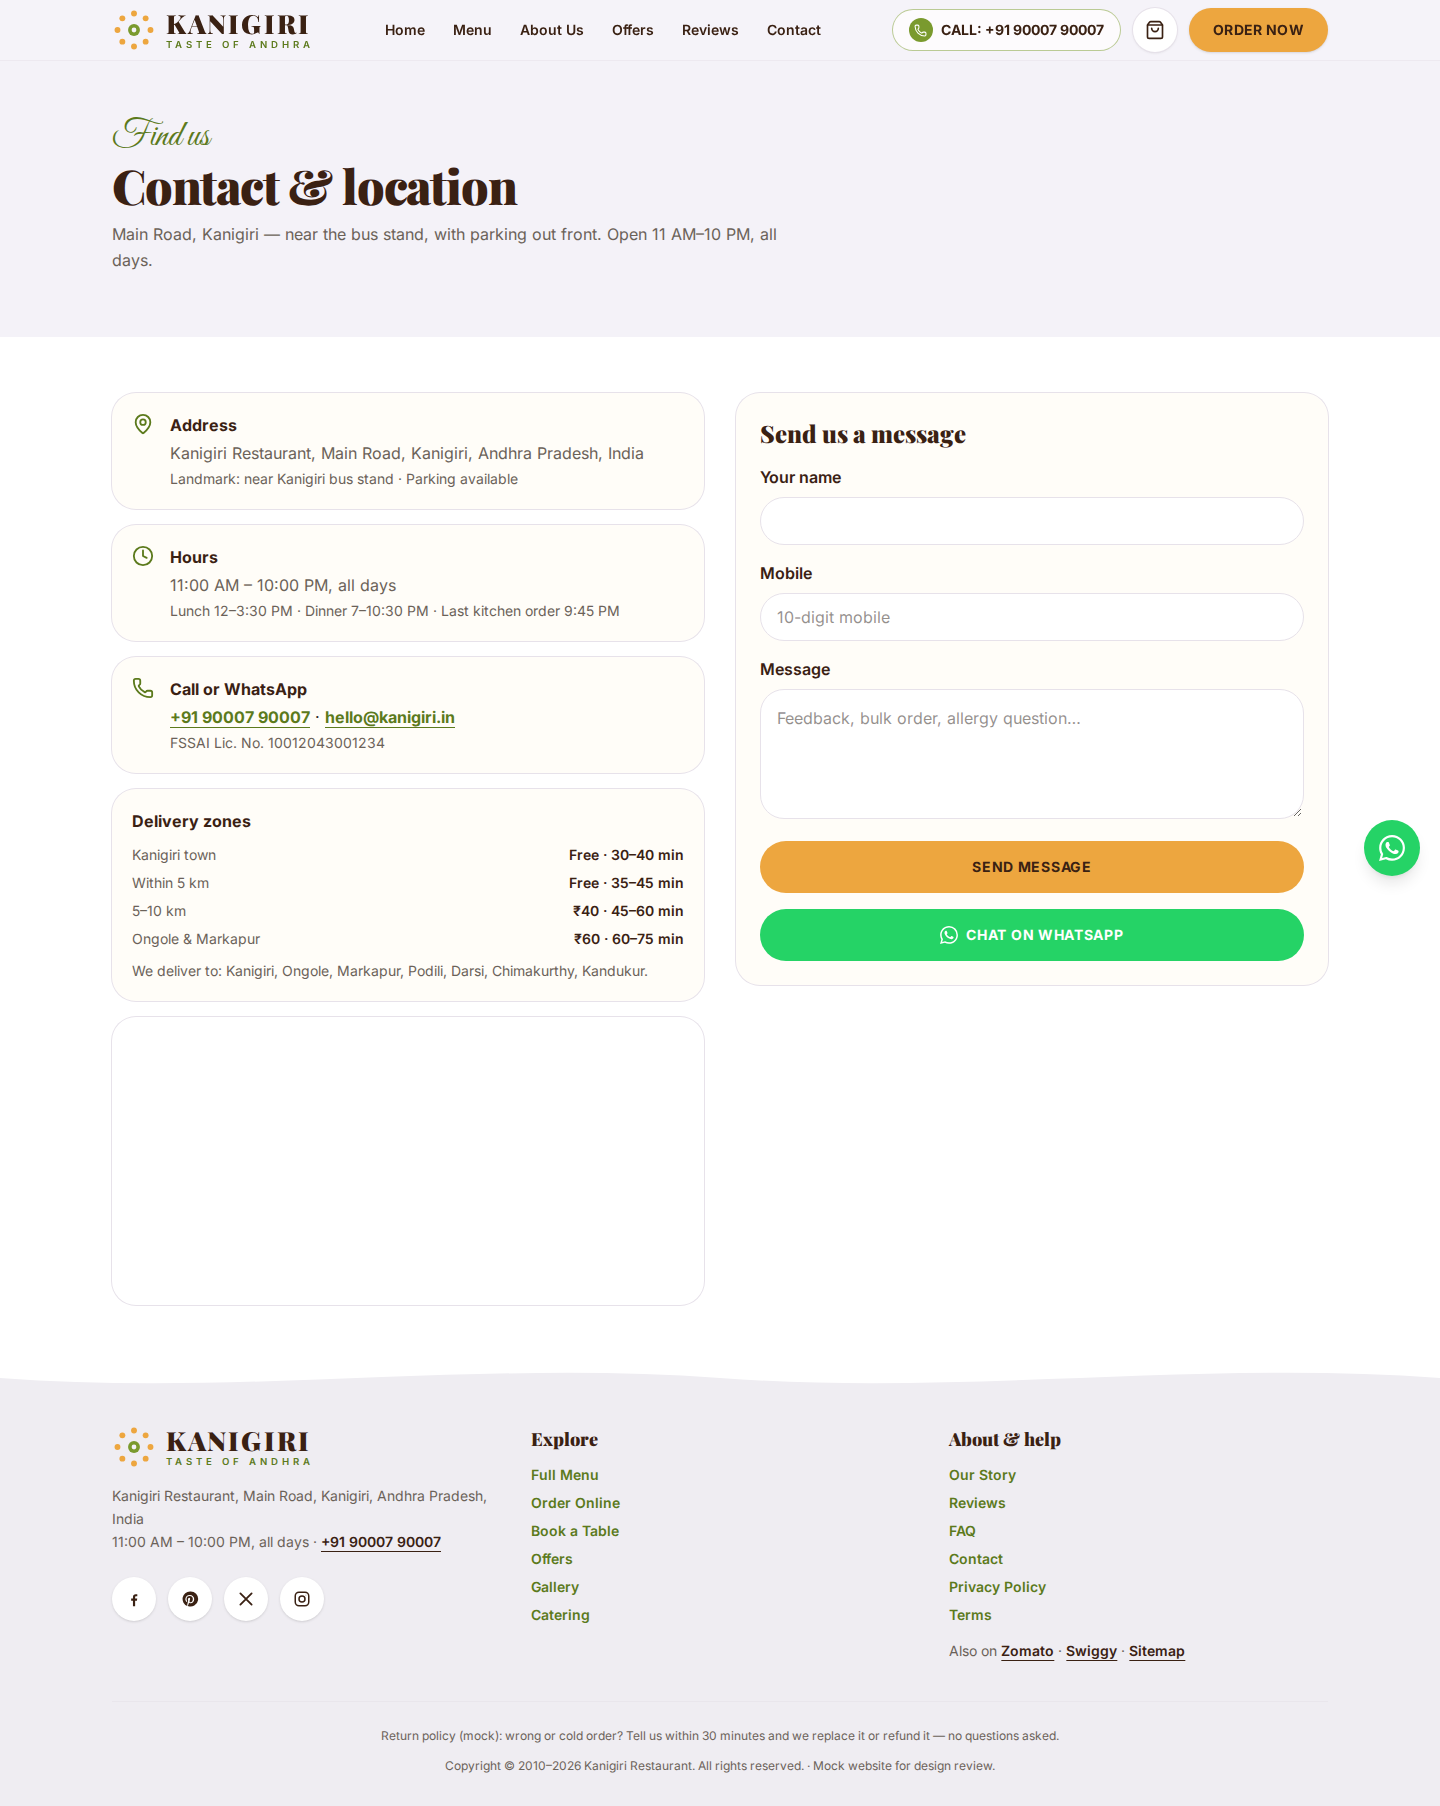 KANIGIRI
TASTE OF ANDHRA
Home
Menu
About Us
Offers
Reviews
Contact
CALL: +91 90007 90007
ORDER NOW
Find us
Contact & location
Main Road, Kanigiri — near the bus stand, with parking out front. Open 11 AM–10 PM, all
days.
Address
Kanigiri Restaurant, Main Road, Kanigiri, Andhra Pradesh, India
Landmark: near Kanigiri bus stand · Parking available
Hours
11:00 AM – 10:00 PM, all days
Lunch 12–3:30 PM · Dinner 7–10:30 PM · Last kitchen order 9:45 PM
Call or WhatsApp
+91 90007 90007 · hello@kanigiri.in
FSSAI Lic. No. 10012043001234
Delivery zones
Kanigiri town Free · 30–40 min
Within 5 km Free · 35–45 min
5–10 km ₹40 · 45–60 min
Ongole & Markapur ₹60 · 60–75 min
We deliver to: Kanigiri, Ongole, Markapur, Podili, Darsi, Chimakurthy, Kandukur.
Send us a message
Your name
Mobile
10-digit mobile
Message
Feedback, bulk order, allergy question...
SEND MESSAGE
CHAT ON WHATSAPP
KANIGIRI
TASTE OF ANDHRA
Kanigiri Restaurant, Main Road, Kanigiri, Andhra Pradesh,
India
11:00 AM – 10:00 PM, all days · +91 90007 90007
Explore
Full Menu
Order Online
Book a Table
Offers
Gallery
Catering
About & help
Our Story
Reviews
FAQ
Contact
Privacy Policy
Terms
Also on Zomato · Swiggy · Sitemap
Return policy (mock): wrong or cold order? Tell us within 30 minutes and we replace it or refund it — no questions asked.
Copyright © 2010–2026 Kanigiri Restaurant. All rights reserved. · Mock website for design review.